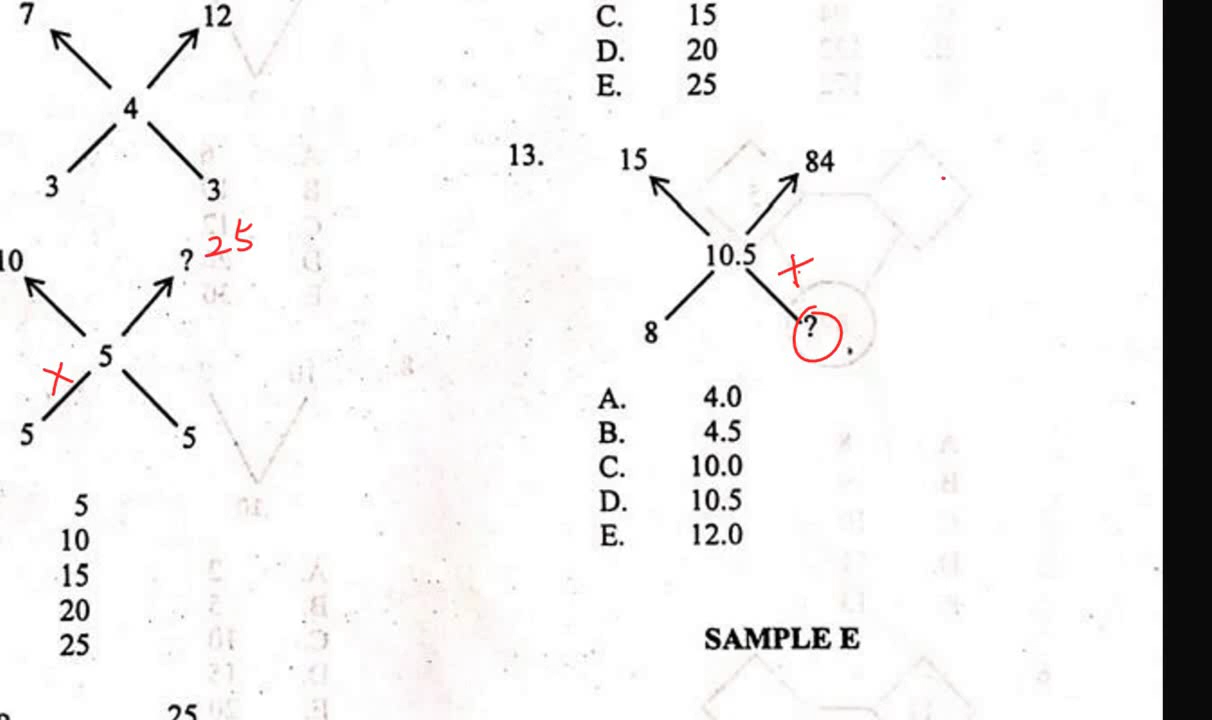 7 12
4
3 3
10 ? 25
5
×
5 5
5
10
15
20
25
25
C. 15
D. 20
E. 25
13. 15 84
10.5 ×
8 ?
A. 4.0
B. 4.5
C. 10.0
D. 10.5
E. 12.0
SAMPLE E